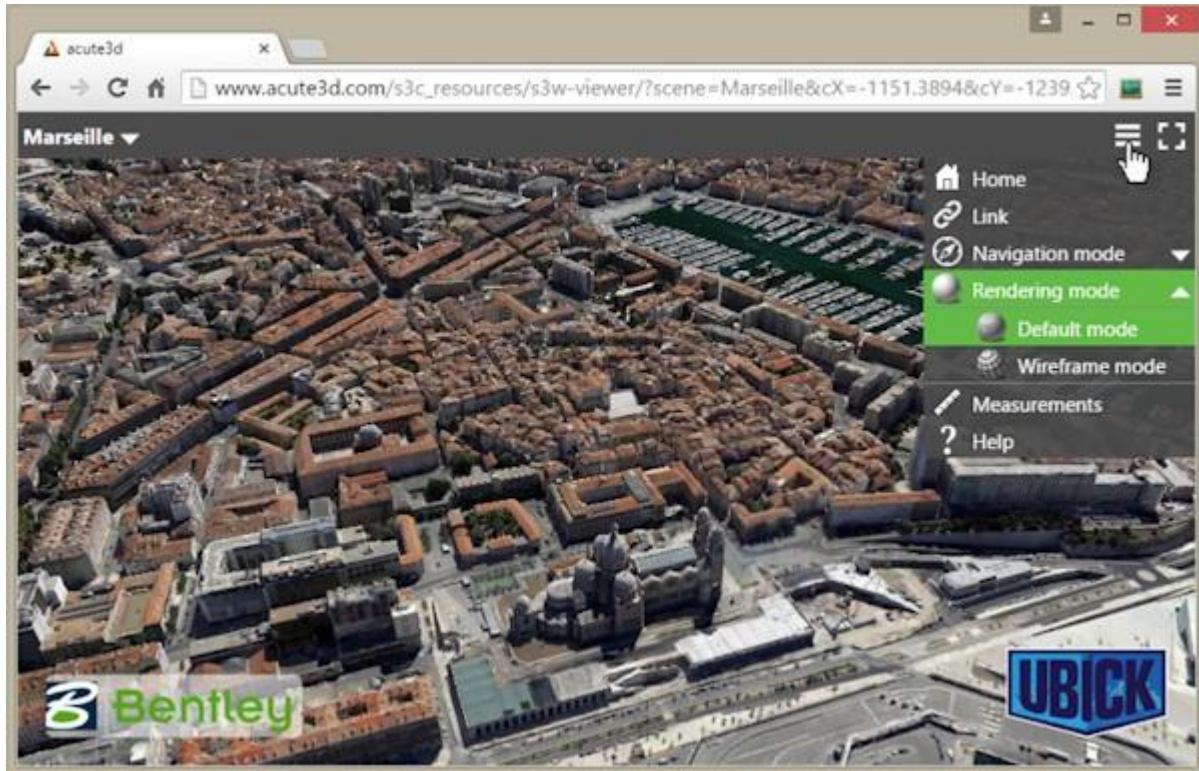 acute3d
www.acute3d.com/s3c_resources/s3w-viewer/?scene=Marseille&cX=-1151.3894&cY=-1239
Marseille
Home
Link
Navigation mode
Rendering mode
Default mode
Wireframe mode
Measurements
? Help
B Bentley
UBICK